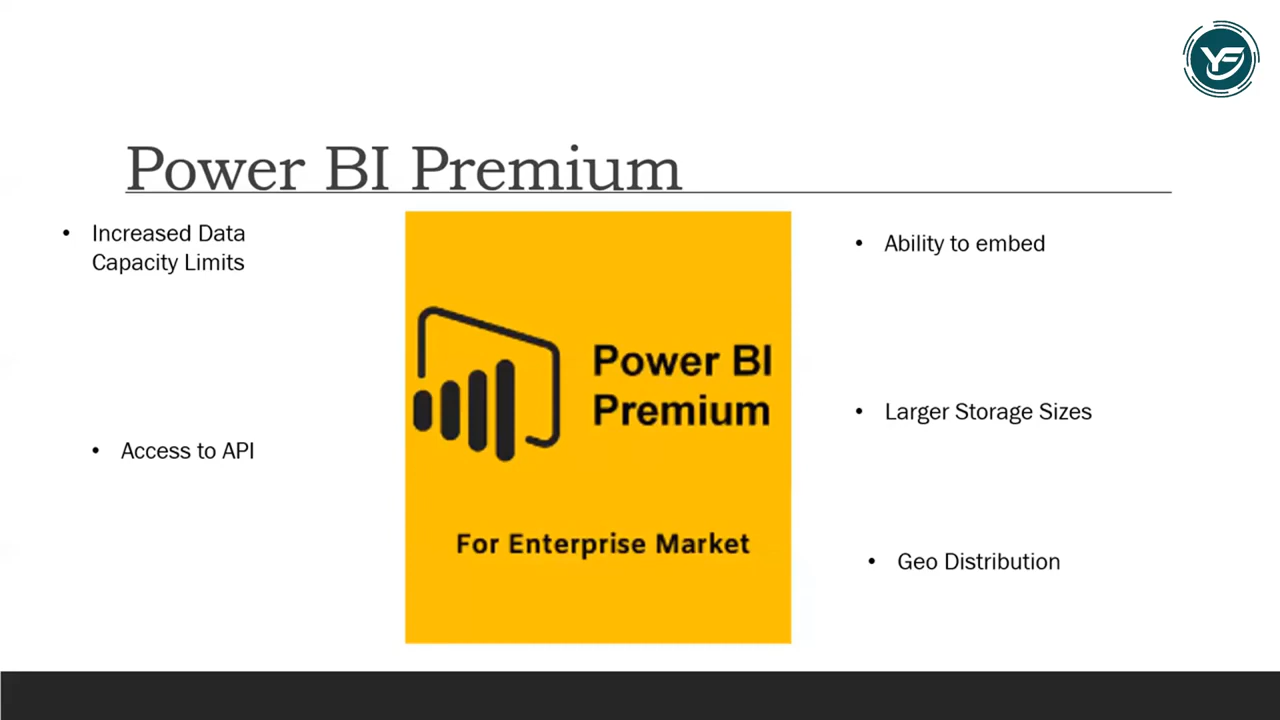 YF
Power BI Premium
• Increased Data
Capacity Limits
• Access to API
Power BI
Premium
For Enterprise Market
• Ability to embed
• Larger Storage Sizes
• Geo Distribution